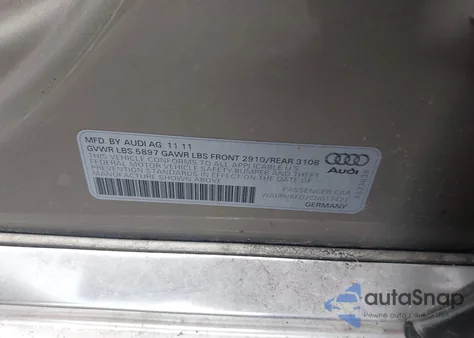 MFD. BY AUDI AG 11 11
GVWR LBS 5897 GAWR LBS FRONT 2910/REAR 3108
THIS VEHICLE CONFORMS TO ALL APPLICABLE U.S.
FEDERAL MOTOR VEHICLE SAFETY BUMPER AND THEFT
PREVENTION STANDARDS IN EFFECT ON THE DATE OF
MANUFACTURE SHOWN ABOVE.
PASSENGER CAR
GERMANY
Audi
autoSnap
Pewne auto z